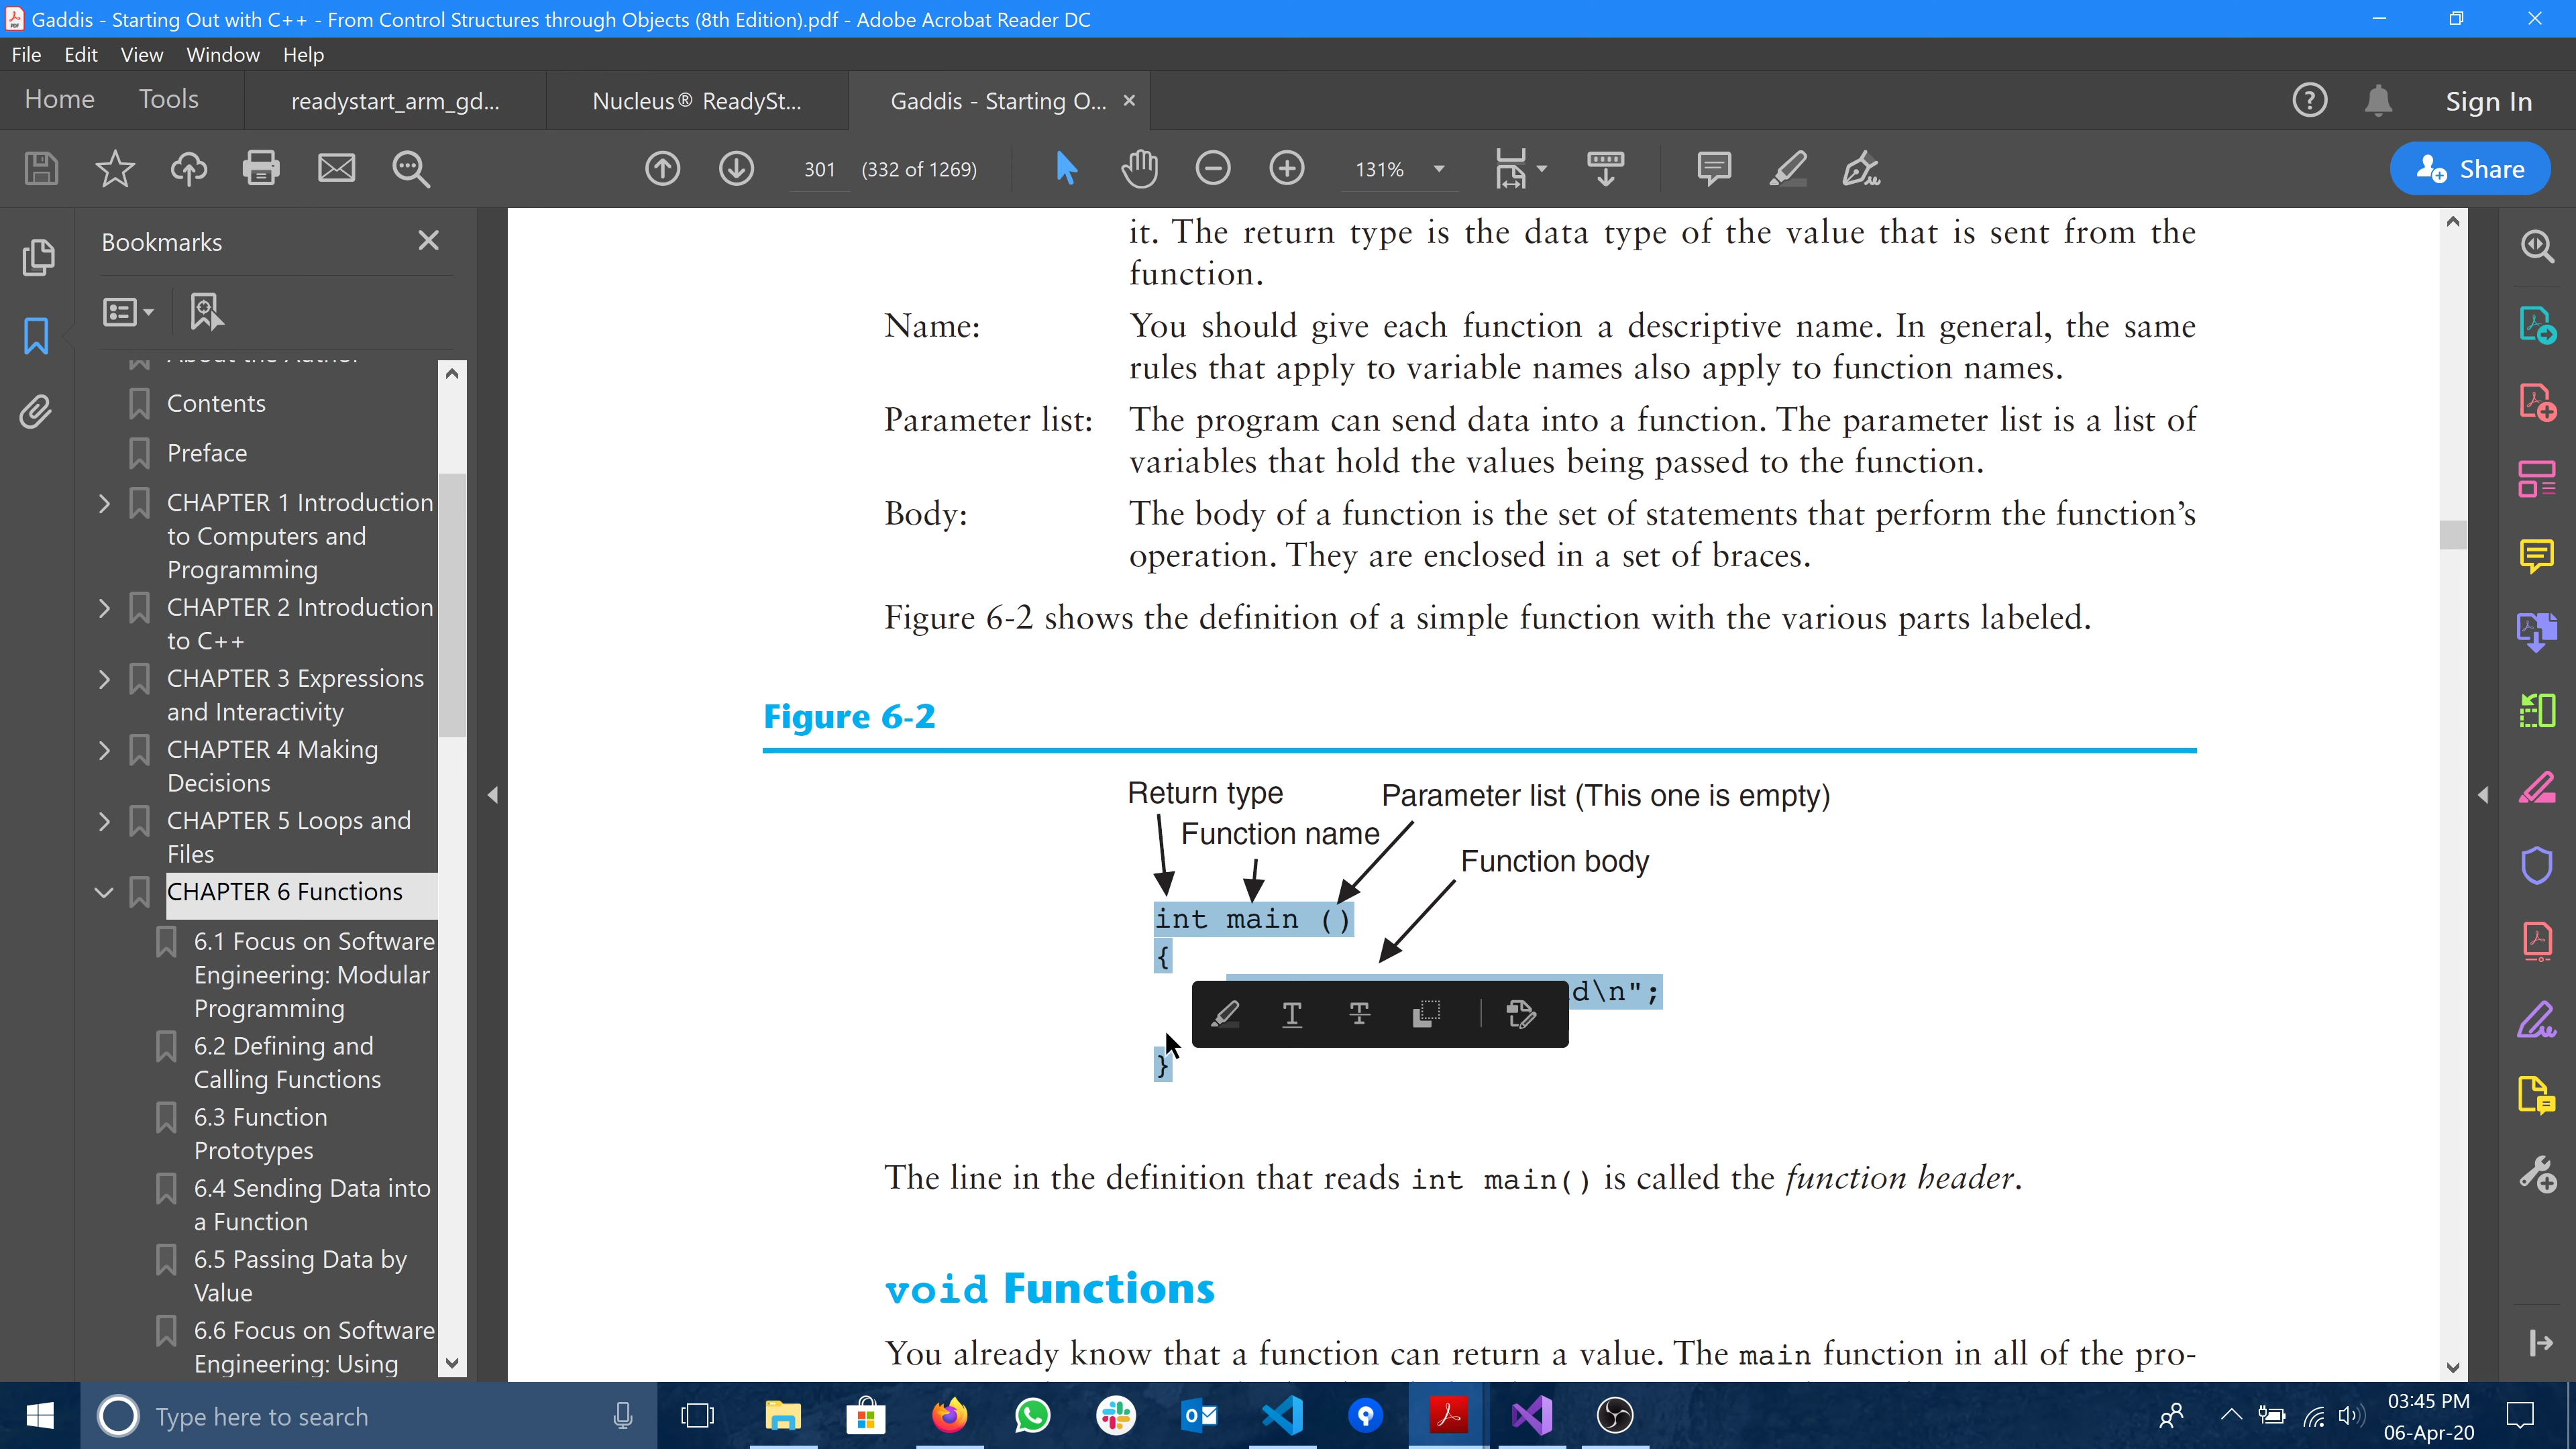 Gaddis - Starting Out with C++ - From Control Structures through Objects (8th Edition).pdf - Adobe Acrobat Reader DC
File Edit View Window Help
Home Tools readystart_arm_gd... Nucleus® ReadySt... Gaddis - Starting O... Sign In
301 (332 of 1269) 131% Share
Bookmarks
About the Author
Contents
Preface
CHAPTER 1 Introduction
to Computers and
Programming
CHAPTER 2 Introduction
to C++
CHAPTER 3 Expressions
and Interactivity
CHAPTER 4 Making
Decisions
CHAPTER 5 Loops and
Files
CHAPTER 6 Functions
6.1 Focus on Software
Engineering: Modular
Programming
6.2 Defining and
Calling Functions
6.3 Function
Prototypes
6.4 Sending Data into
a Function
6.5 Passing Data by
Value
6.6 Focus on Software
Engineering: Using
it. The return type is the data type of the value that is sent from the
function.
Name: You should give each function a descriptive name. In general, the same
rules that apply to variable names also apply to function names.
Parameter list: The program can send data into a function. The parameter list is a list of
variables that hold the values being passed to the function.
Body: The body of a function is the set of statements that perform the function's
operation. They are enclosed in a set of braces.
Figure 6-2 shows the definition of a simple function with the various parts labeled.
Figure 6-2
Return type Parameter list (This one is empty)
Function name
Function body
int main ()
{
d\n";
}
The line in the definition that reads int main() is called the function header.
void Functions
You already know that a function can return a value. The main function in all of the pro-
Type here to search
03:45 PM
06-Apr-20